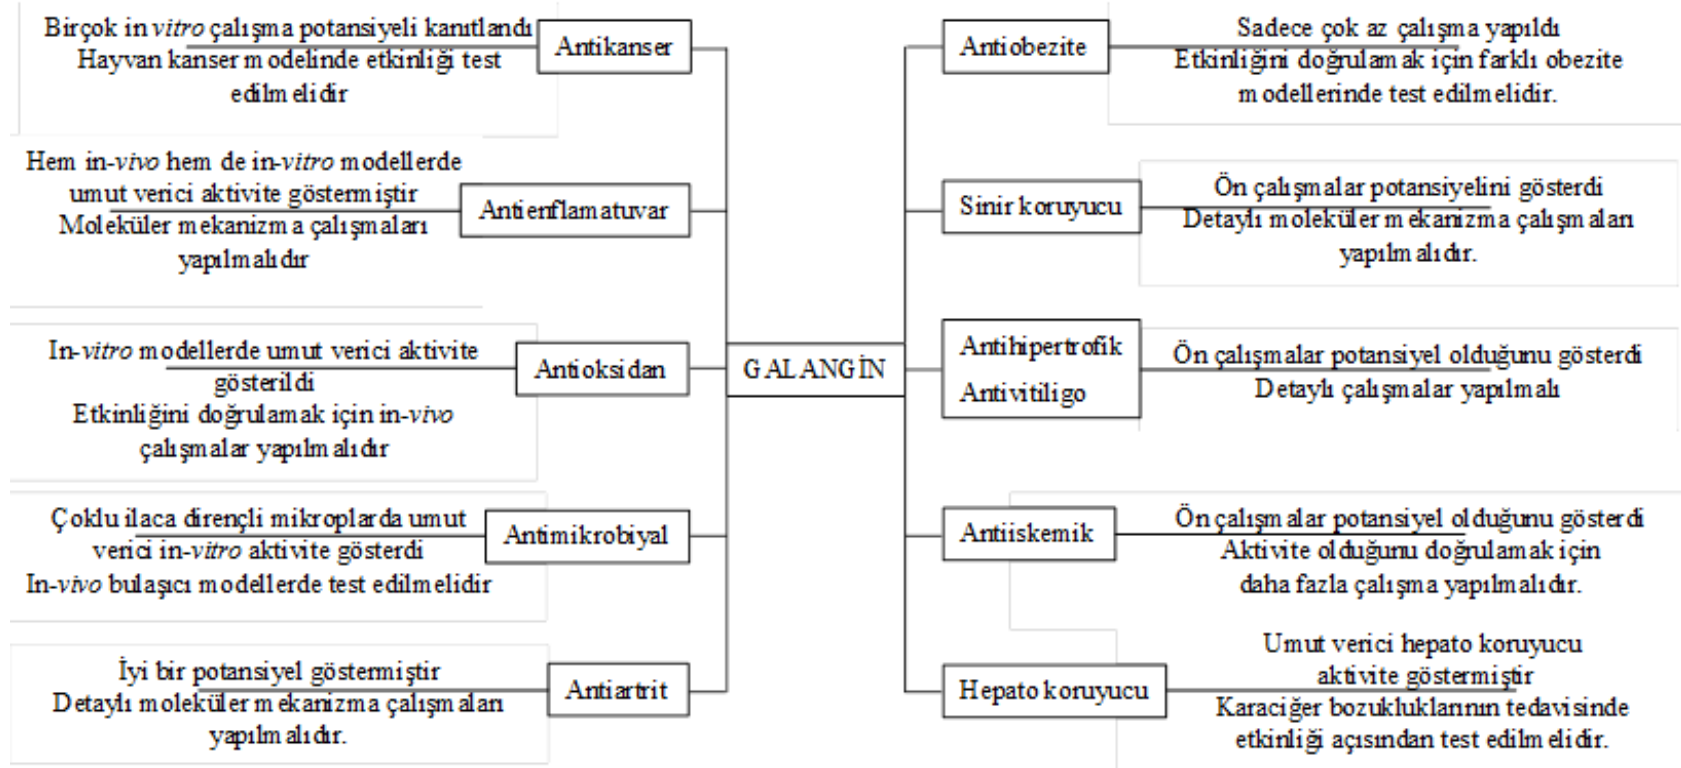 Birçok in vitro çalışma potansiyeli kanıtlandı
Hayvan kanser modelinde etkinliği test
edilmelidir
Antikanser
Hem in-vivo hem de in-vitro modellerde
umut verici aktivite göstermiştir
Moleküler mekanizma çalışmaları
yapılmalıdır
Antienflamatuvar
In-vitro modellerde umut verici aktivite
gösterildi
Etkinliğini doğrulamak için in-vivo
çalışmalar yapılmalıdır
Antioksidan
Çoklu ilaca dirençli mikroplarda umut
verici in-vitro aktivite gösterdi
In-vivo bulaşıcı modellerde test edilmelidir
Antimikrobiyal
İyi bir potansiyel göstermiştir
Detaylı moleküler mekanizma çalışmaları
yapılmalıdır.
Antiartrit
GALANGİN
Antiobezite
Sadece çok az çalışma yapıldı
Etkinliğini doğrulamak için farklı obezite
modellerinde test edilmelidir.
Sinir koruyucu
Ön çalışmalar potansiyelini gösterdi
Detaylı moleküler mekanizma çalışmaları
yapılmalıdır.
Antihipertrofik
Antivitiligo
Ön çalışmalar potansiyel olduğunu gösterdi
Detaylı çalışmalar yapılmalı
Antiiskemik
Ön çalışmalar potansiyel olduğunu gösterdi
Aktivite olduğunu doğrulamak için
daha fazla çalışma yapılmalıdır.
Hepato koruyucu
Umut verici hepato koruyucu
aktivite göstermiştir
Karaciğer bozukluklarının tedavisinde
etkinliği açısından test edilmelidir.